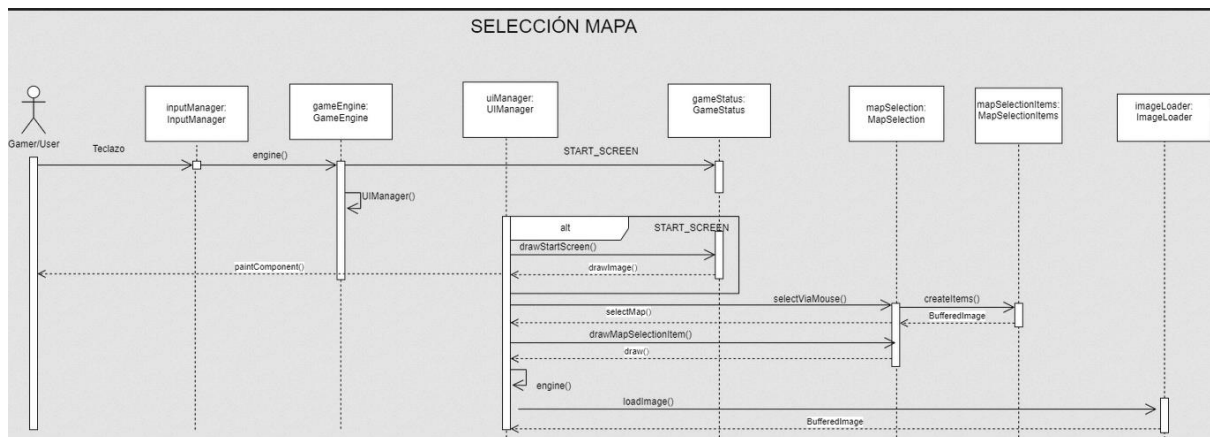 SELECCIÓN MAPA
inputManager:
InputManager
gameEngine:
GameEngine
uiManager:
UIManager
gameStatus:
GameStatus
mapSelection:
MapSelection
mapSelectionItems:
MapSelectionItems
imageLoader:
ImageLoader
Gamer/User
Teclazo
engine()
START_SCREEN
UIManager()
alt
START_SCREEN
drawStartScreen()
paintComponent()
drawImage()
selectViaMouse()
createItems()
selectMap()
BufferedImage
drawMapSelectionItem()
draw()
engine()
loadImage()
BufferedImage